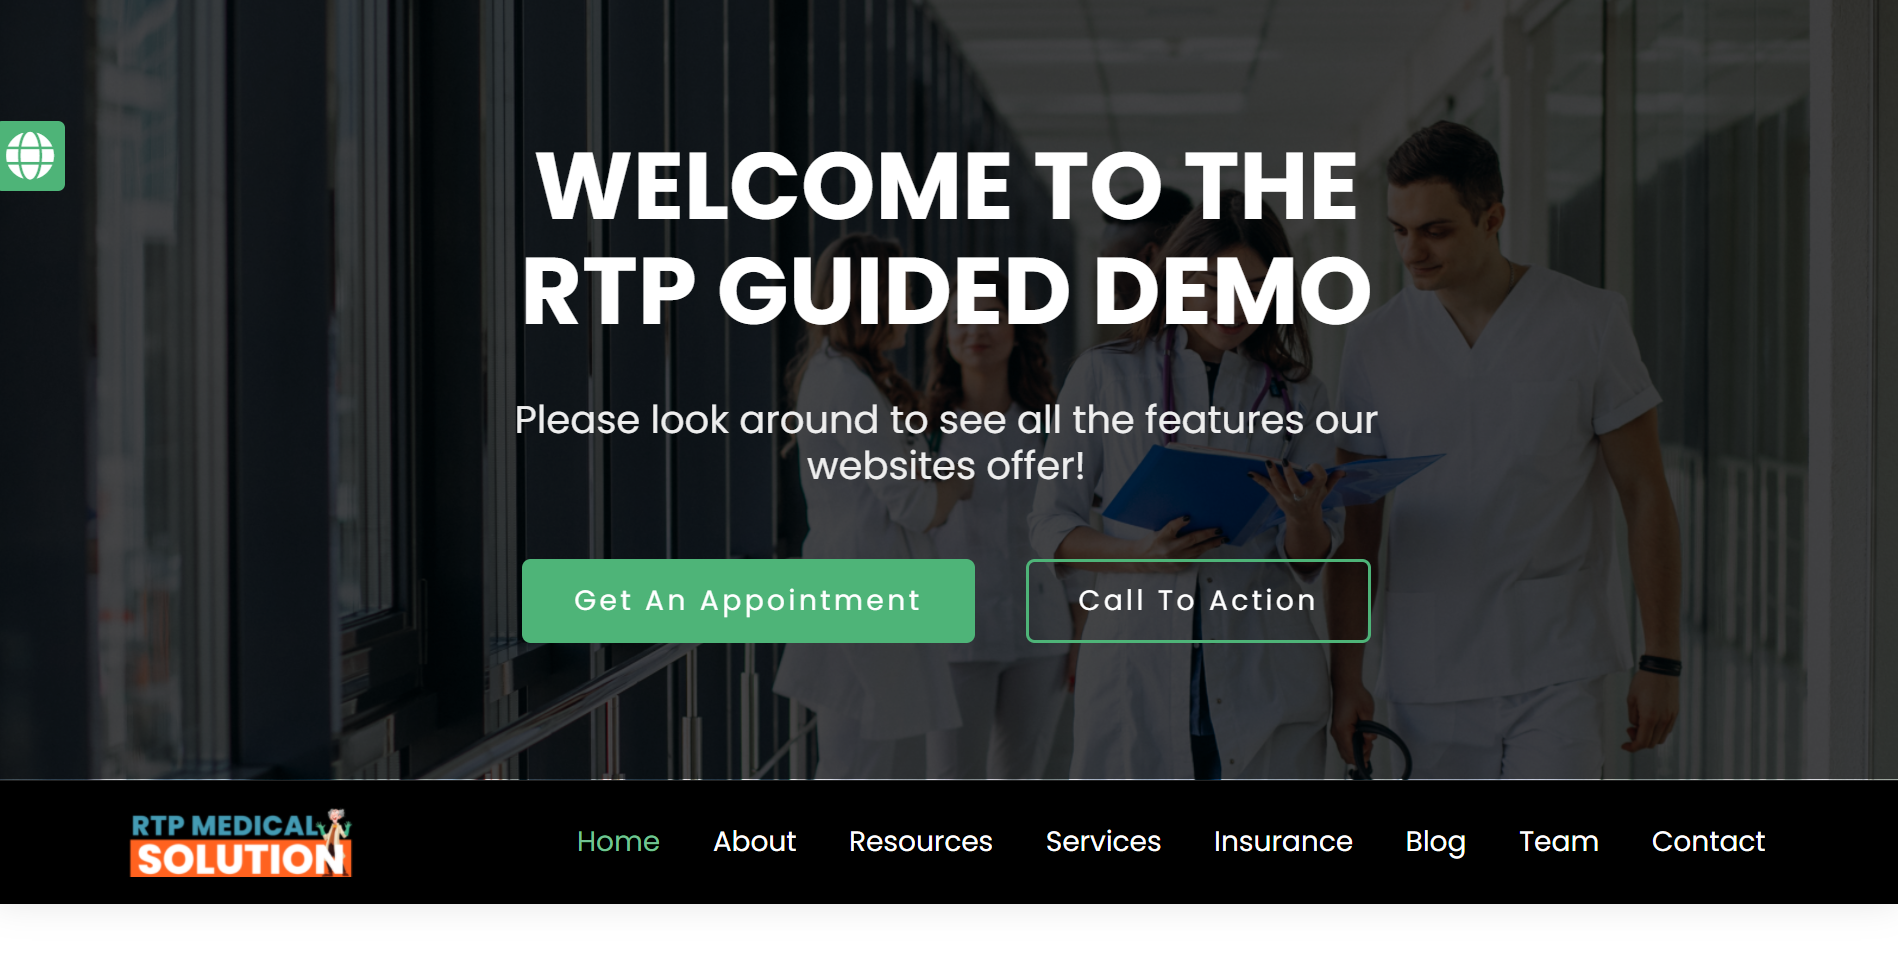 WELCOME TO THE
RTP GUIDED DEMO
Please look around to see all the features our
websites offer!
Get An Appointment
Call To Action
RTP MEDICAL
SOLUTION
Home
About
Resources
Services
Insurance
Blog
Team
Contact